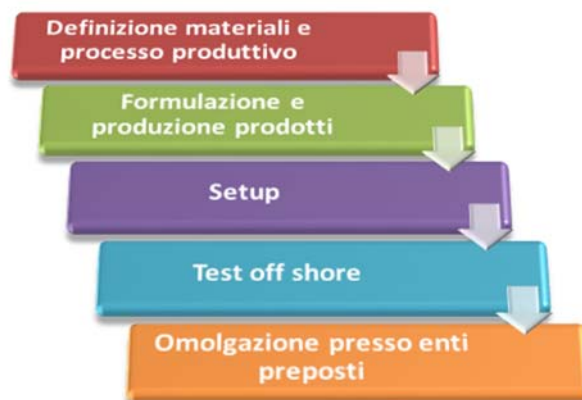 Definizione materiali e
processo produttivo
Formulazione e
produzione prodotti
Setup
Test off shore
Omolgazione presso enti
preposti